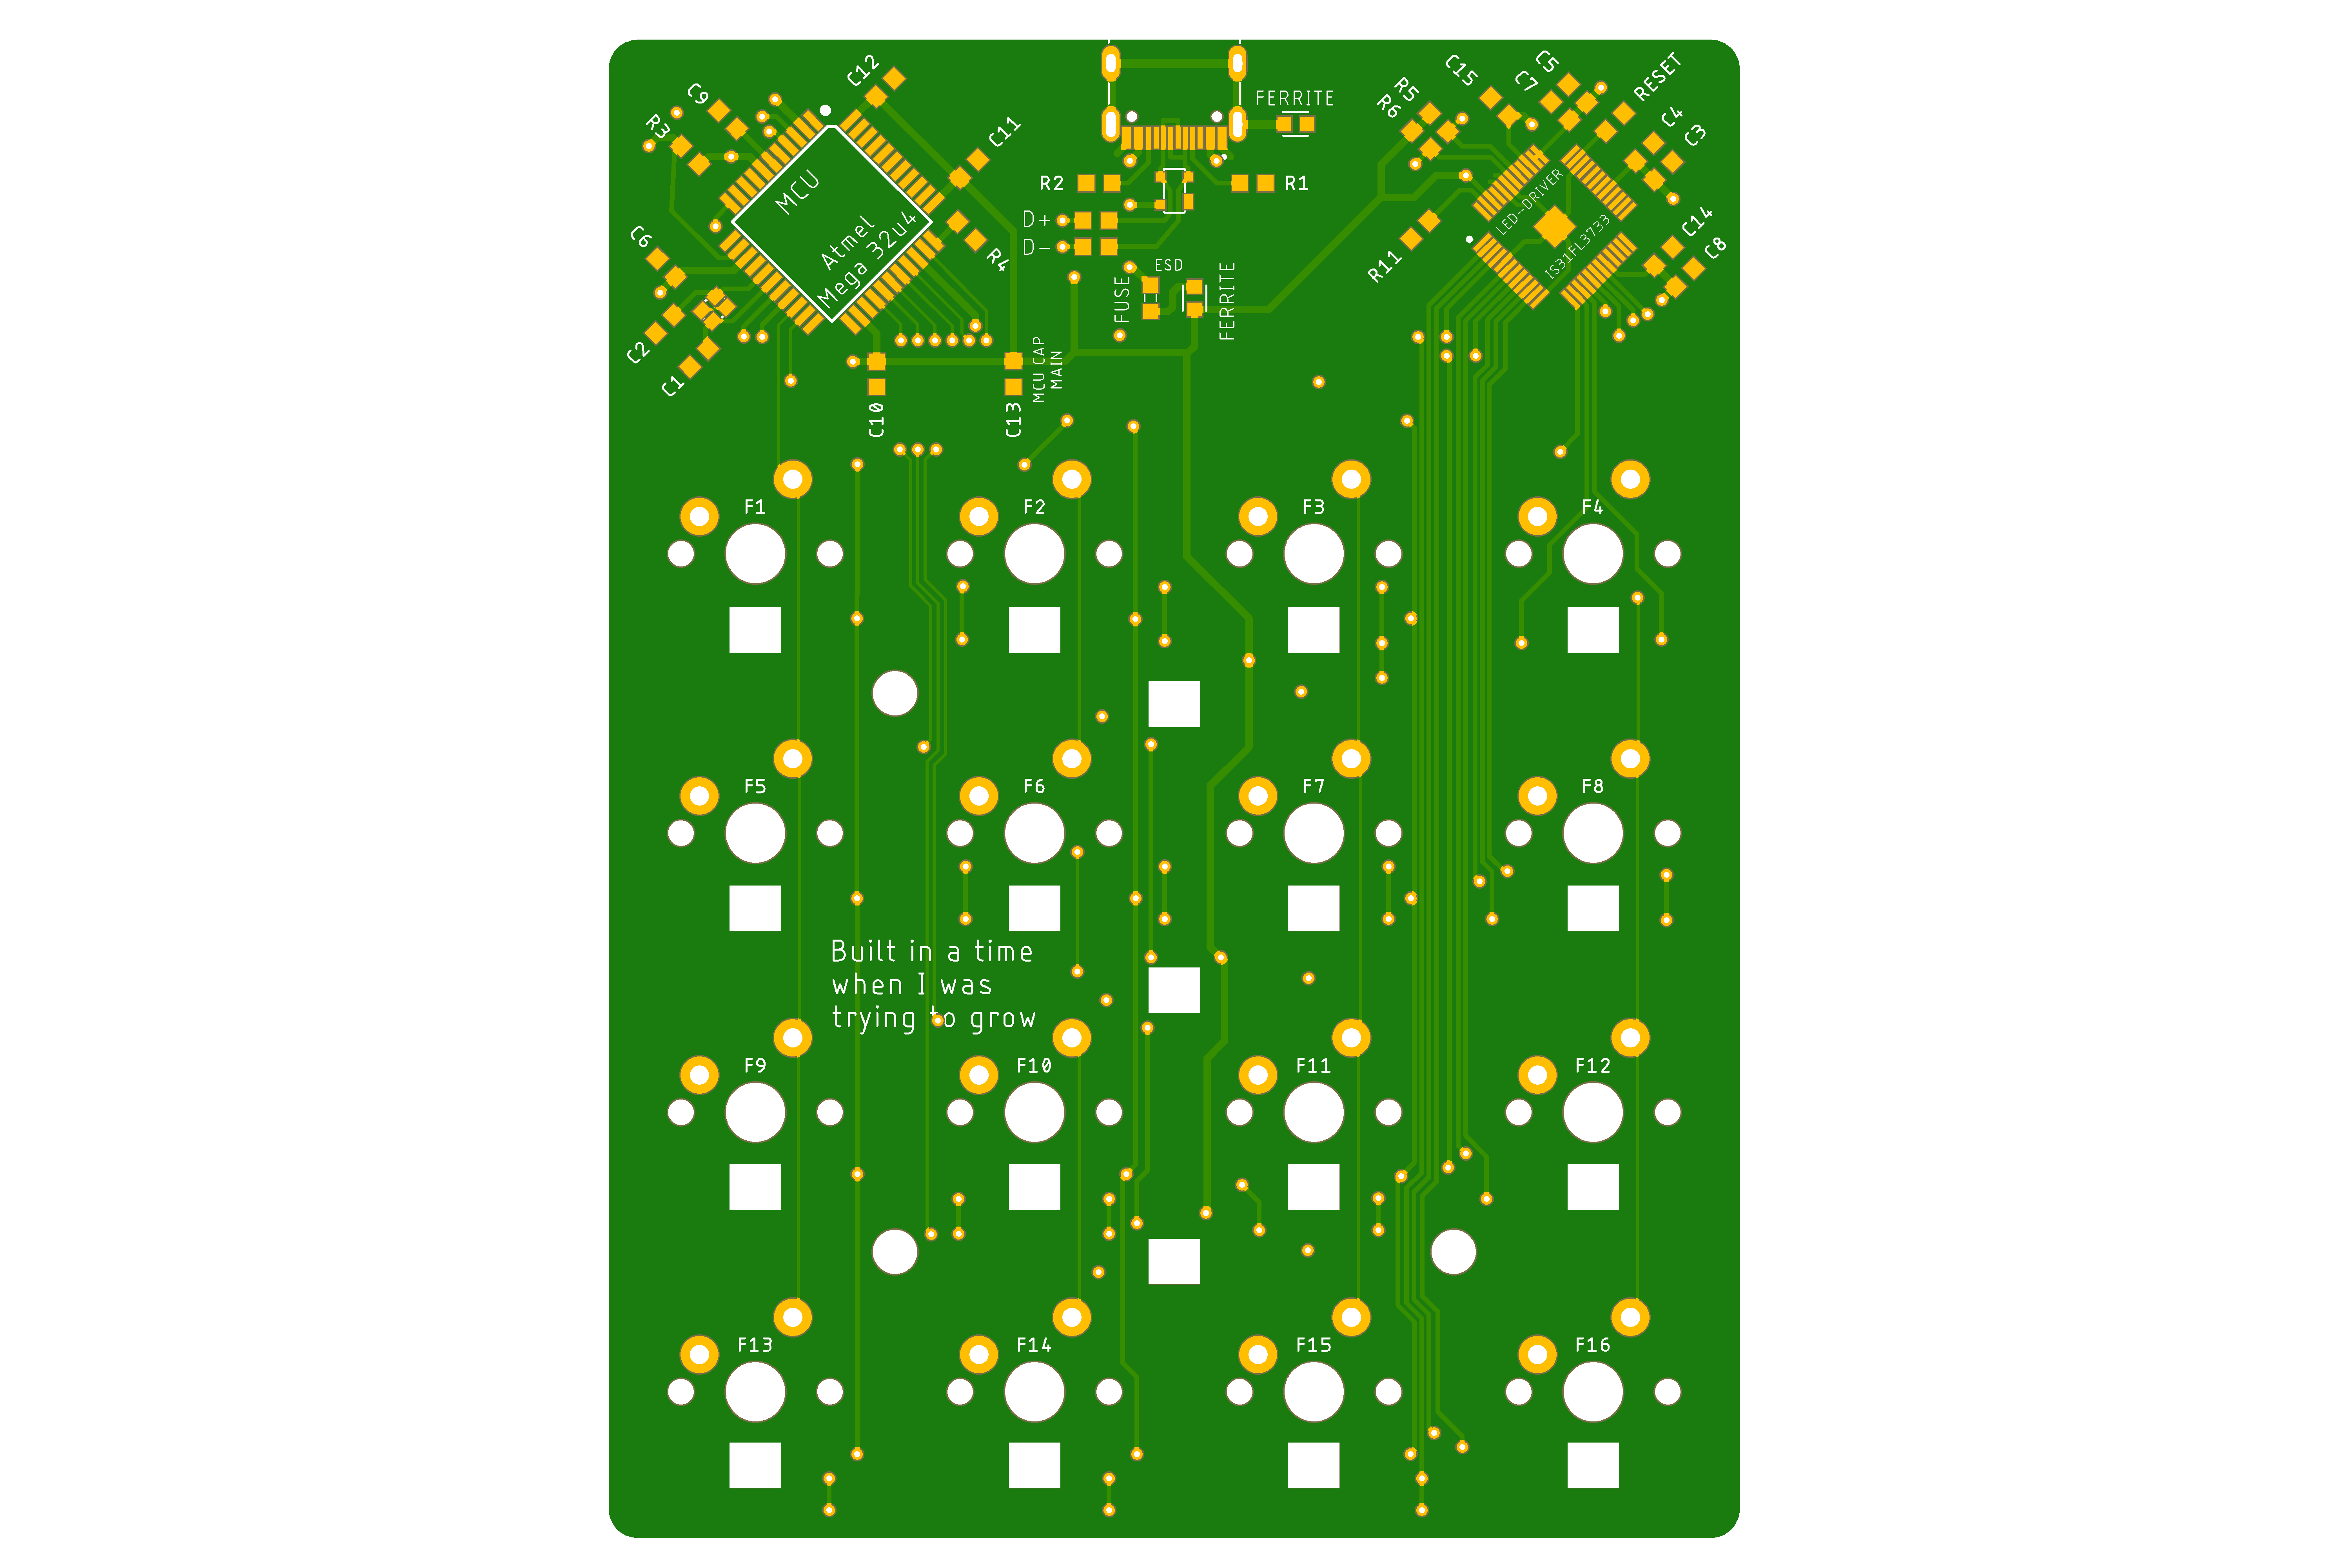 C12
C9
R3
C11
MCU
Atmel
Mega 32u4
C6
R4
C2
C1
C10
C13
MCU CAP
MAIN
FERRITE
R2
R1
D+
D-
ESD
FUSE
FERRITE
R5
R6
C15
C7
C5
RESET
C4
C3
LED-DRIVER
IS31FL3733
R11
C14
C8
F1
F2
F3
F4
F5
F6
F7
F8
Built in a time
when I was
trying to grow
F9
F10
F11
F12
F13
F14
F15
F16